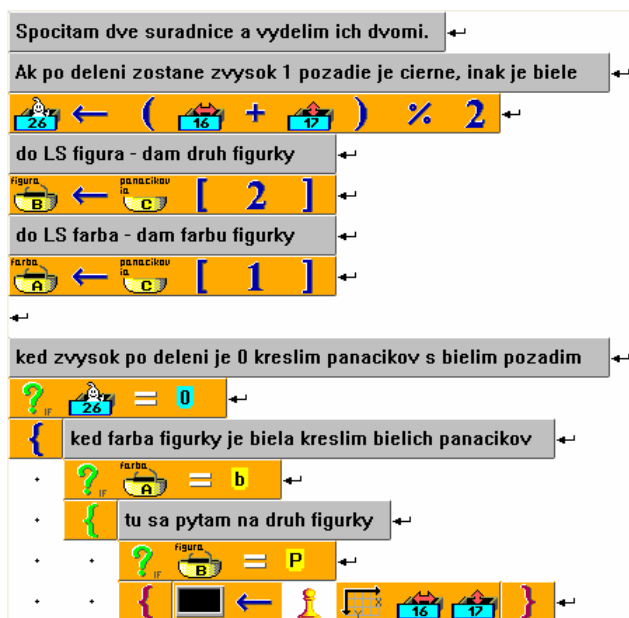 Spocitam dve suradnice a vydelim ich dvomi.
Ak po deleni zostane zvysok 1 pozadie je cierne, inak je biele
26 ← ( 16 + 17 ) % 2
do LS figura - dam druh figurky
figura B ← panacikov ia C [ 2 ]
do LS farba - dam farbu figurky
farba A ← panacikov ia C [ 1 ]
ked zvysok po deleni je 0 kreslim panacikov s bielim pozadim
? IF 26 = 0
{ ked farba figurky je biela kreslim bielich panacikov
? IF farba A = b
{ tu sa pytam na druh figurky
? IF figura B = P
{ ← X Y 16 17 }